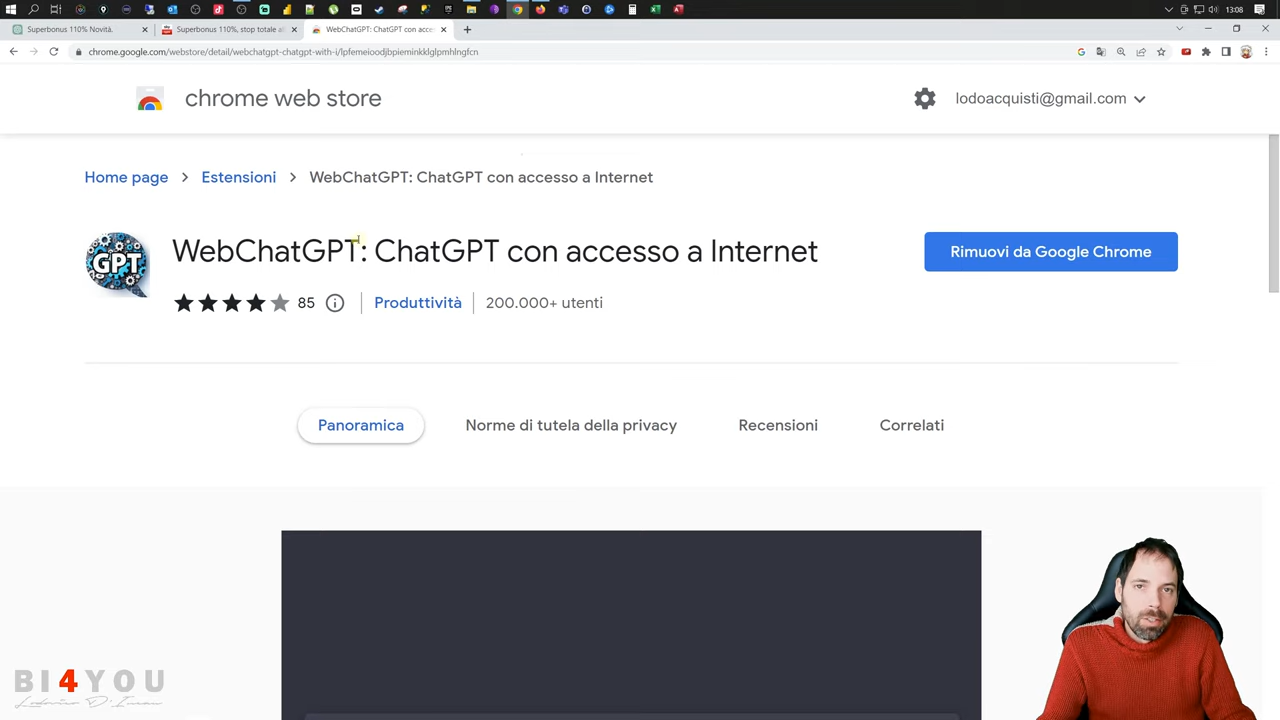 13:08
Superbonus 110% Novità.
Superbonus 110%, stop totale al
WebChatGPT: ChatGPT con acce
chrome.google.com/webstore/detail/webchatgpt-chatgpt-with-i/lpfemeioodjbpieminkklglpmhlngfcn
chrome web store
lodoacquisti@gmail.com
Home page
Estensioni
WebChatGPT: ChatGPT con accesso a Internet
GPT
WebChatGPT: ChatGPT con accesso a Internet
Rimuovi da Google Chrome
85
Produttività
200.000+ utenti
Panoramica
Norme di tutela della privacy
Recensioni
Correlati
BI4YOU